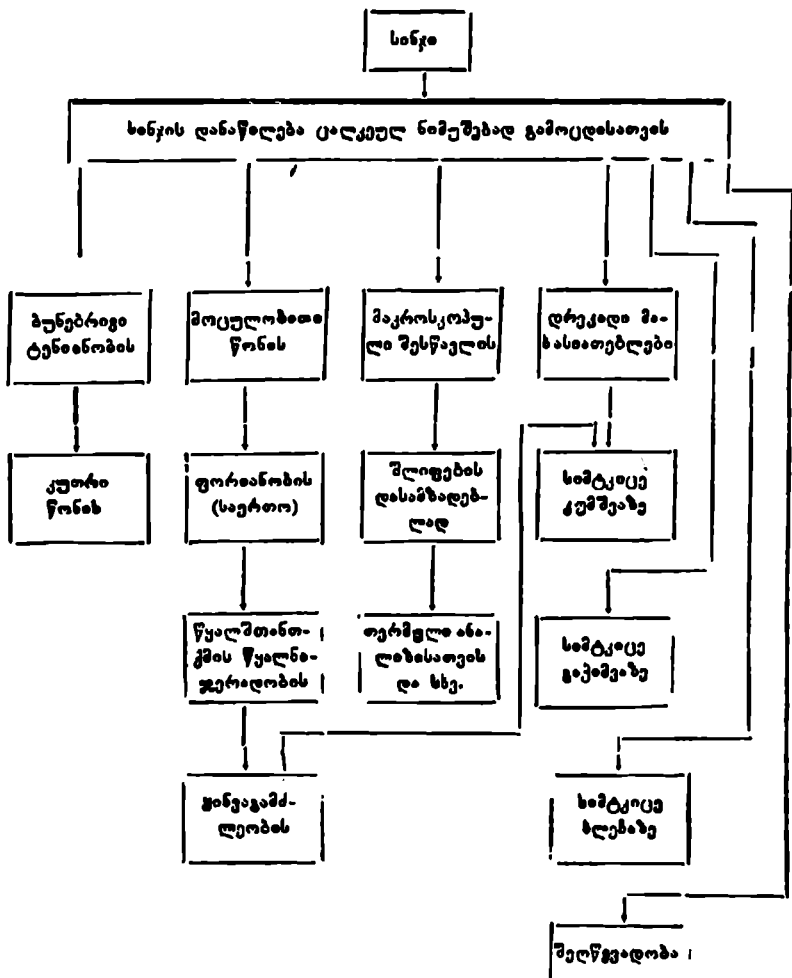 სინჯი
სინჯის დანაწილება ცალკეულ ნიმუშებად გამოცდისათვის
ბუნებრივი
ტენიანობის
მოცულობითი
წონის
მაკროსკოპუ-
ლი შესწავლის
დრეკადი მა-
ხასიათებლები
კუთრი
წონის
ფორიანობის
(საერთო)
შლიფების
დასამზადებ-
ლად
სიმტკიცე
კუმშვაზე
წყალშთანთ-
ქმის წყალნა-
ჯერადობის
თერმული ანა-
ლიზისათვის
და სხვ.
სიმტკიცე
გაჭიმვაზე
ყინვაგამძ-
ლეობის
სიმტკიცე
ხლეჩაზე
შეღწევადობა